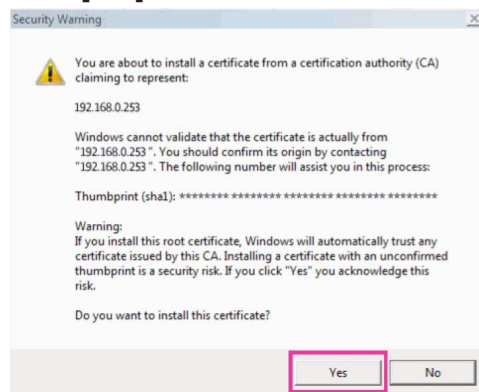 Security Warning
You are about to install a certificate from a certification authority (CA)
claiming to represent:
192.168.0.253
Windows cannot validate that the certificate is actually from
"192.168.0.253 ". You should confirm its origin by contacting
"192.168.0.253 ". The following number will assist you in this process:
Thumbprint (sha1): ******** ******** ******** ******** ********
Warning:
If you install this root certificate, Windows will automatically trust any
certificate issued by this CA. Installing a certificate with an unconfirmed
thumbprint is a security risk. If you click "Yes" you acknowledge this
risk.
Do you want to install this certificate?
Yes No